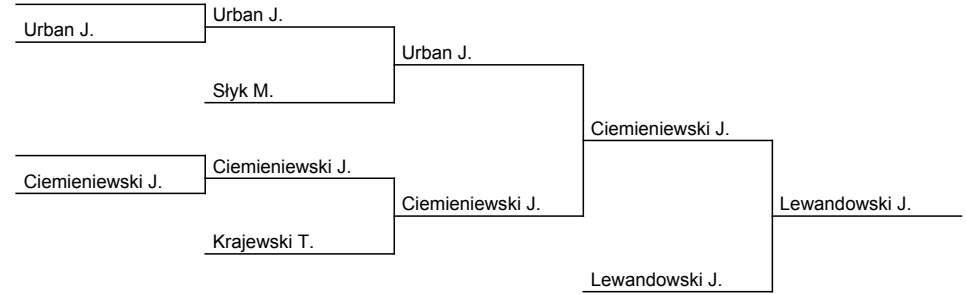 Urban J.
Urban J.
Urban J.
Słyk M.
Ciemieniewski J.
Ciemieniewski J.
Ciemieniewski J.
Ciemieniewski J.
Lewandowski J.
Krajewski T.
Lewandowski J.